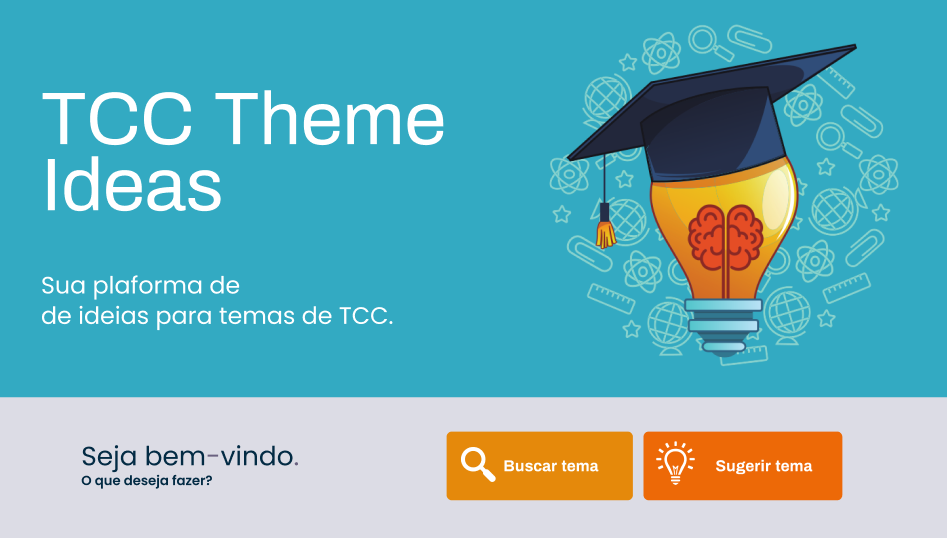 TCC Theme
Ideas
Sua plaforma de
de ideias para temas de TCC.
Seja bem-vindo.
O que deseja fazer?
Buscar tema
Sugerir tema